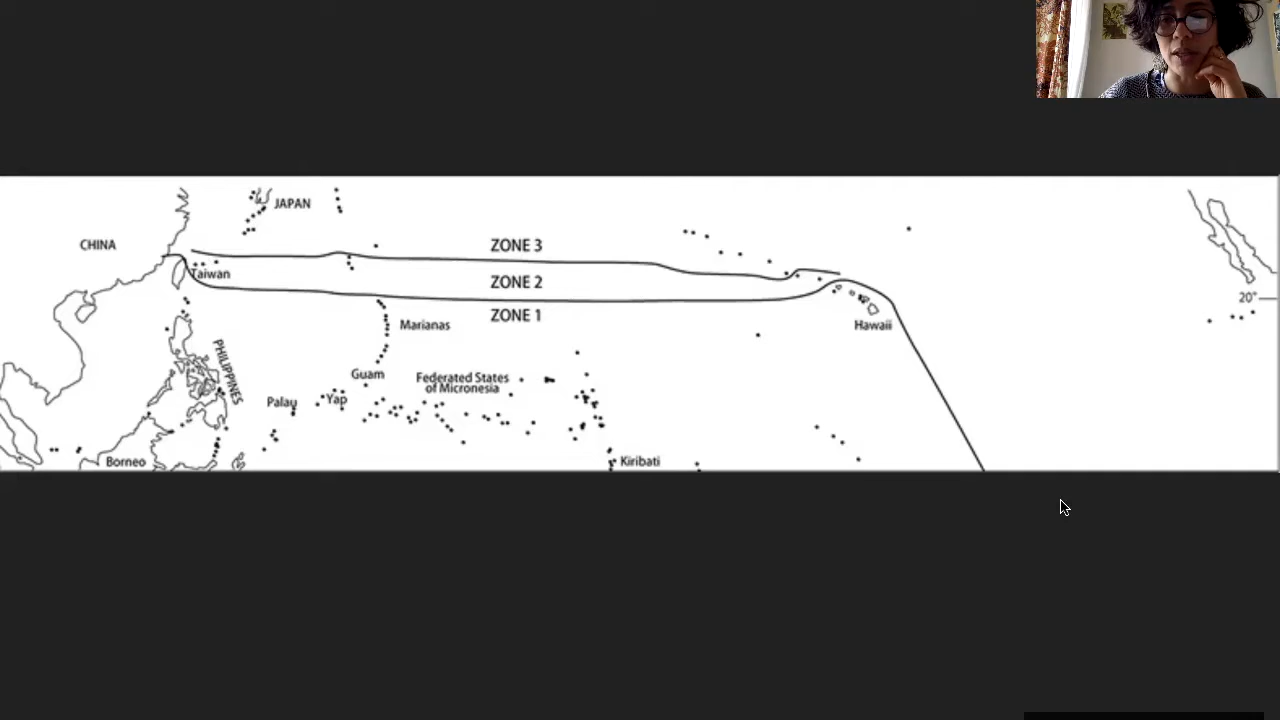 JAPAN
CHINA
ZONE 3
Taiwan
ZONE 2
20°
ZONE 1
Marianas
Hawaii
PHILIPPINES
Guam
Federated States
of Micronesia
Palau
Yap
Borneo
Kiribati